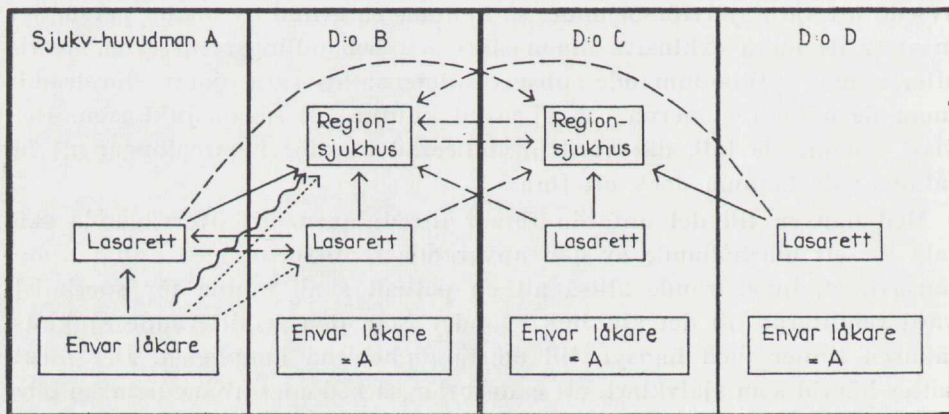 Sjukv-huvudman A
D:o B
D:o C
D:o D
Region-
sjukhus
Region-
sjukhus
Lasarett
Lasarett
Lasarett
Lasarett
Envar läkare
Envar läkare
= A
Envar läkare
= A
Envar läkare
= A